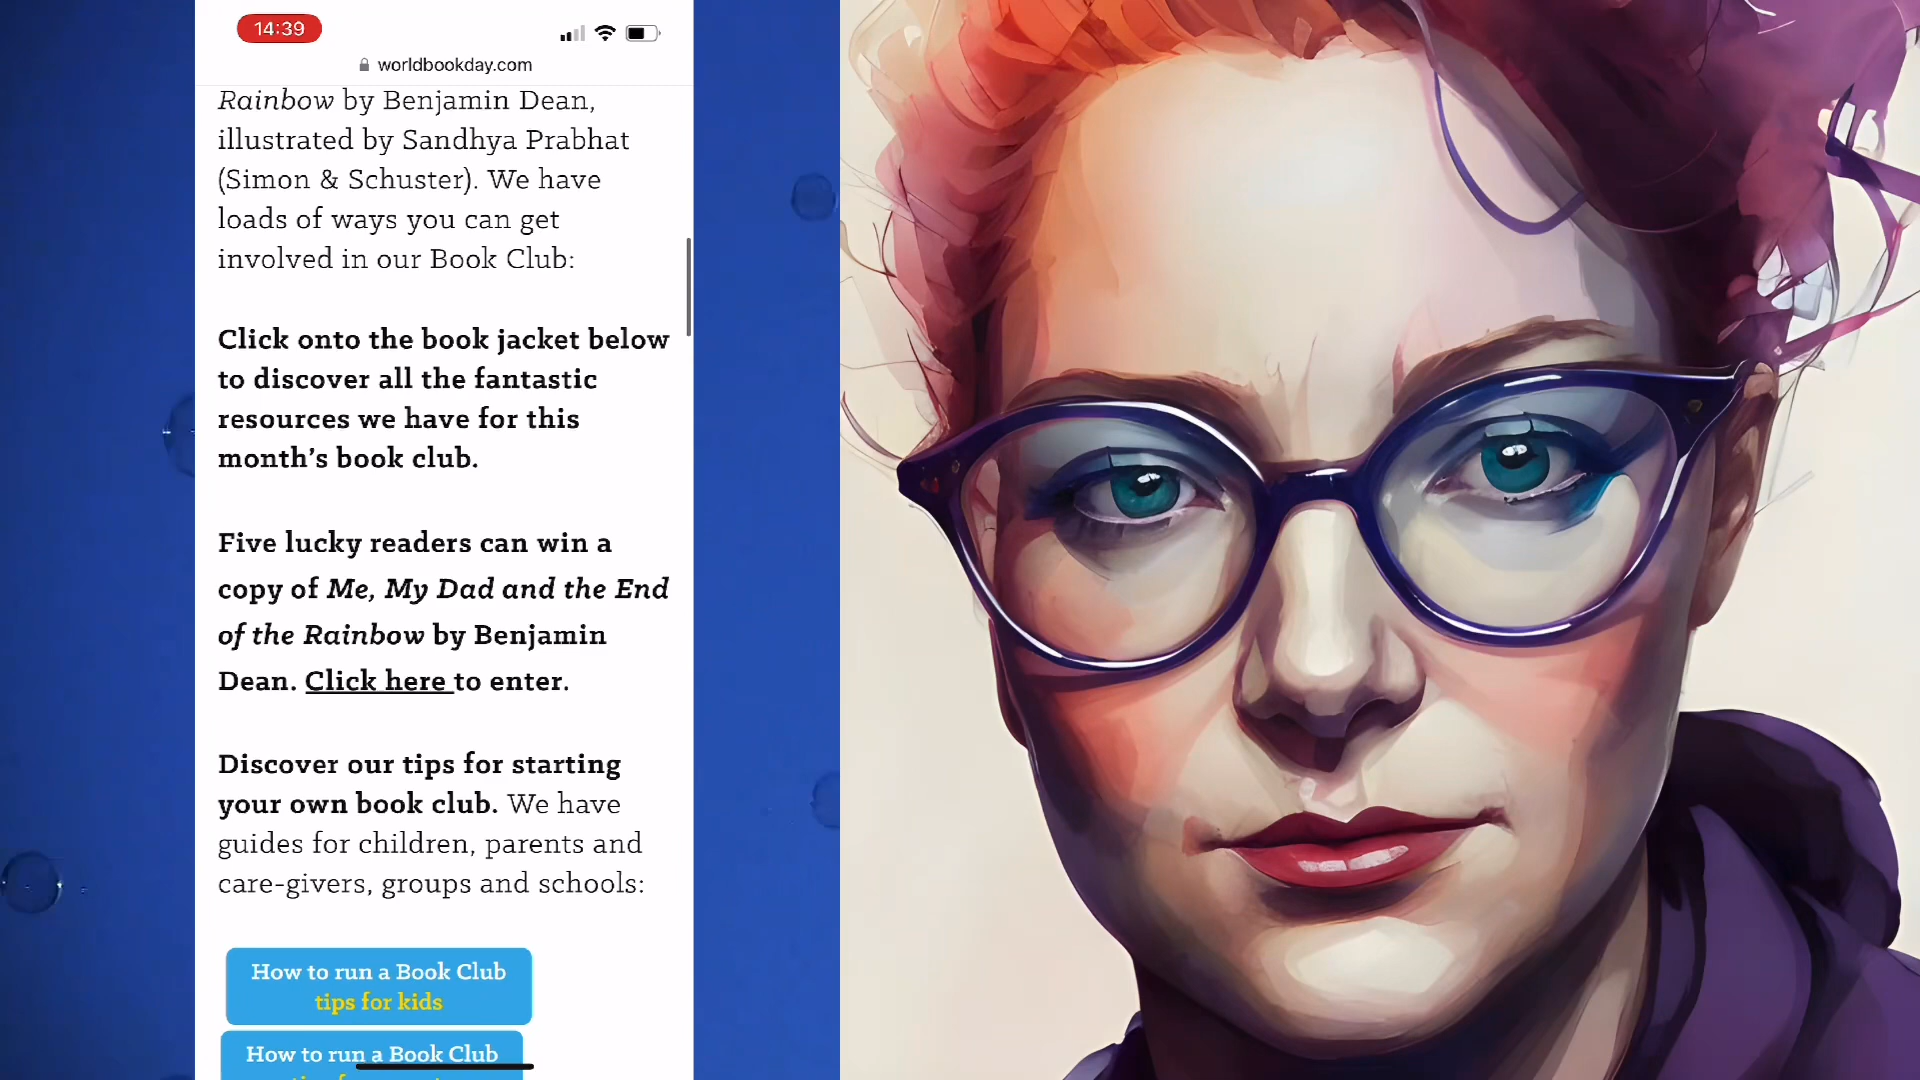 14:39
worldbookday.com
Rainbow by Benjamin Dean,
illustrated by Sandhya Prabhat
(Simon & Schuster). We have
loads of ways you can get
involved in our Book Club:
Click onto the book jacket below
to discover all the fantastic
resources we have for this
month's book club.
Five lucky readers can win a
copy of Me, My Dad and the End
of the Rainbow by Benjamin
Dean. Click here to enter.
Discover our tips for starting
your own book club. We have
guides for children, parents and
care-givers, groups and schools:
How to run a Book Club
tips for kids
How to run a Book Club